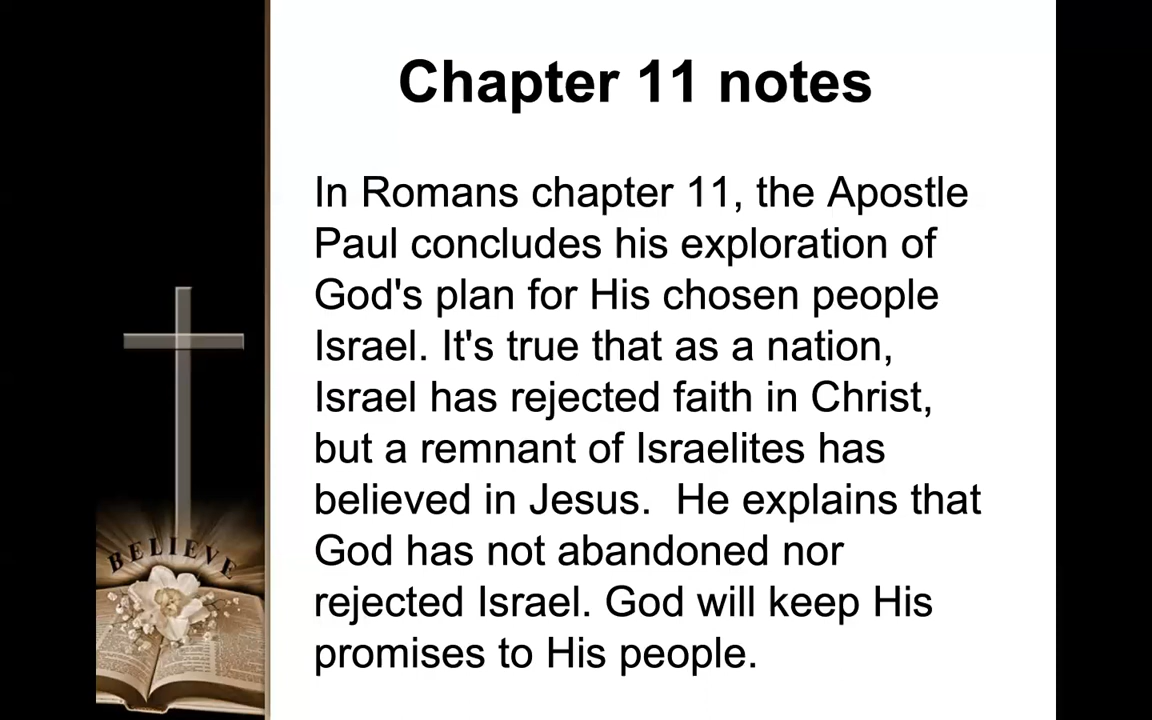 Chapter 11 notes
In Romans chapter 11, the Apostle
Paul concludes his exploration of
God's plan for His chosen people
Israel. It's true that as a nation,
Israel has rejected faith in Christ,
but a remnant of Israelites has
believed in Jesus.  He explains that
God has not abandoned nor
rejected Israel. God will keep His
promises to His people.
BELIEVE